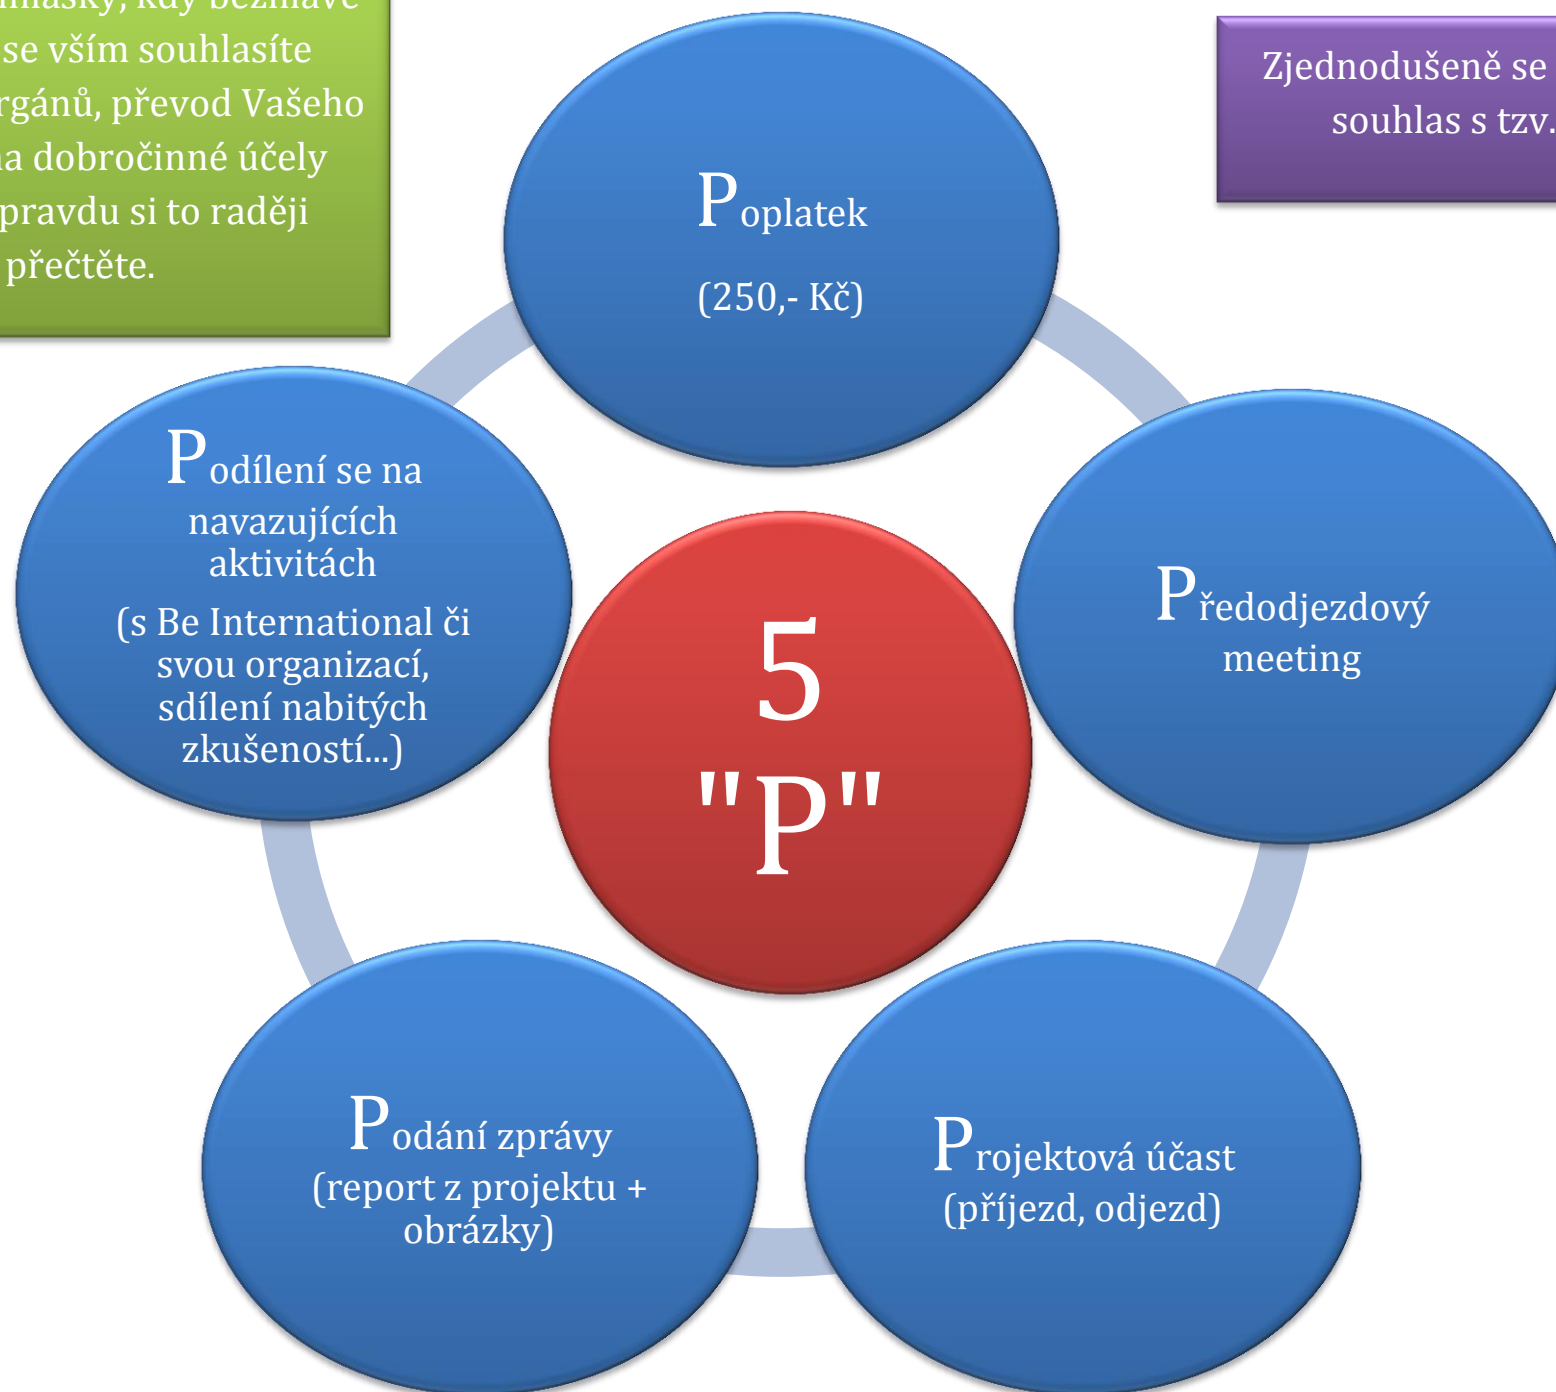 se vším souhlasíte
převod Vašeho
dobročinné účely
si to raději
přečtěte.
Zjednodušeně se
souhlas s tzv.
Poplatek
(250,- Kč)
Předodjezdový
meeting
Projektová účast
(příjezd, odjezd)
Podání zprávy
(report z projektu +
obrázky)
Podílení se na
navazujících
aktivitách
(s Be International či
svou organizací,
sdílení nabitých
zkušeností...)
5
"P"